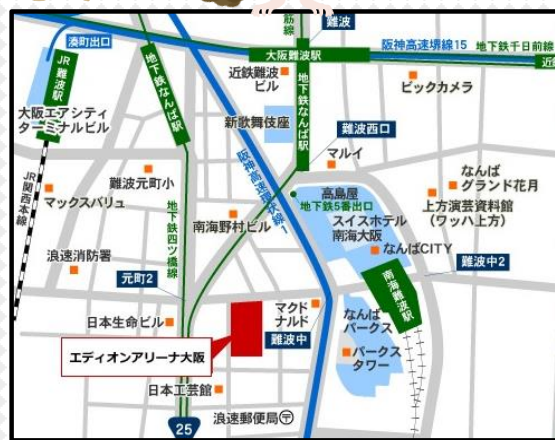 湊町出口
筋線
難波
大阪難波駅
阪神高速堺線15
地下鉄千日前線
近鉄
JR難波駅
地下鉄なんば駅
近鉄難波
ビル
地下鉄なんば駅
ビックカメラ
大阪エアシティ
ターミナルビル
新歌舞伎座
難波西口
マルイ
JR関西本線
難波元町小
阪神高速環状線1
高島屋
地下鉄5番出口
なんば
グランド花月
マックスバリュ
地下鉄四ツ橋線
南海野村ビル
スイスホテル
南海大阪
上方演芸資料館
(ワッハ上方)
なんばCITY
浪速消防署
元町2
南海難波駅
難波中2
日本生命ビル
マクド
ナルド
なんば
パークス
エディオンアリーナ大阪
難波中
パークス
タワー
日本工芸館
浪速郵便局〶
25